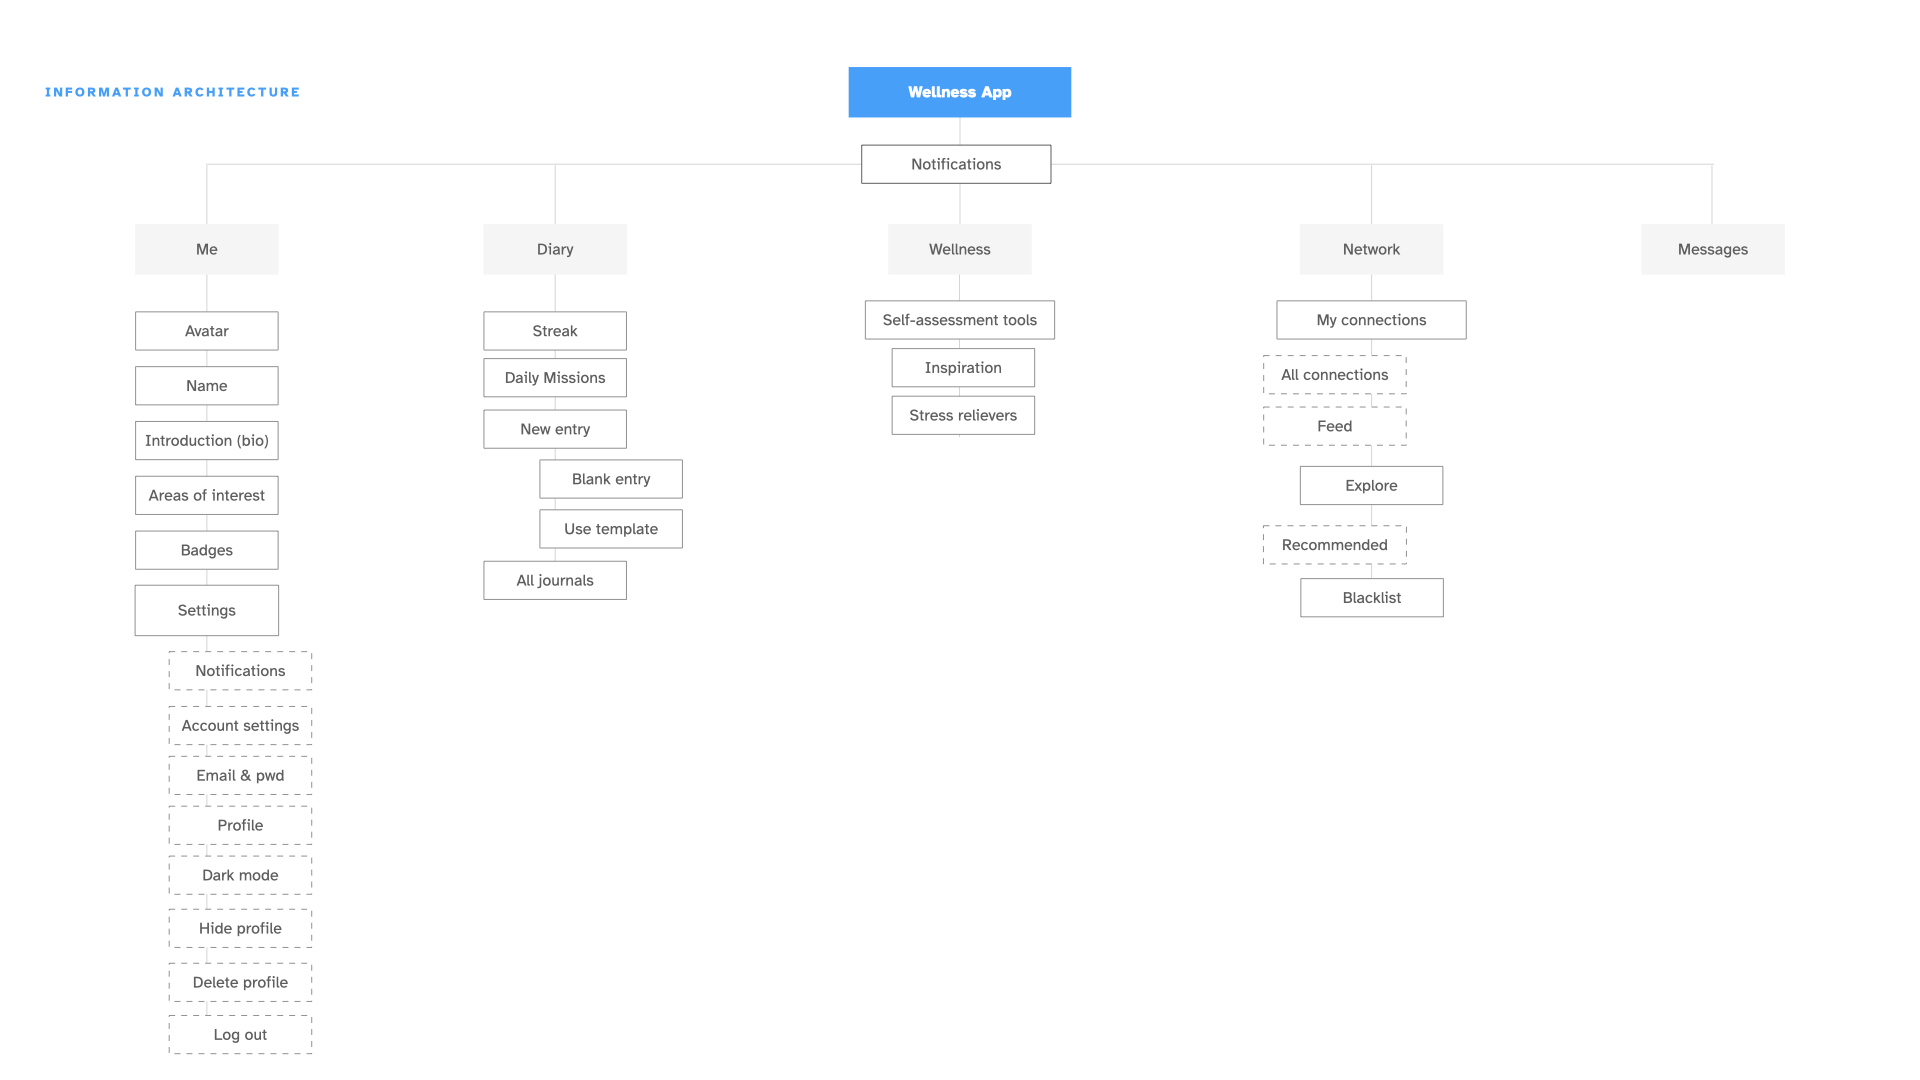 INFORMATION ARCHITECTURE
Wellness App
Notifications
Me
Avatar
Name
Introduction (bio)
Areas of interest
Badges
Settings
Notifications
Account settings
Email & pwd
Profile
Dark mode
Hide profile
Delete profile
Log out
Diary
Streak
Daily Missions
New entry
Blank entry
Use template
All journals
Wellness
Self-assessment tools
Inspiration
Stress relievers
Network
My connections
All connections
Feed
Explore
Recommended
Blacklist
Messages